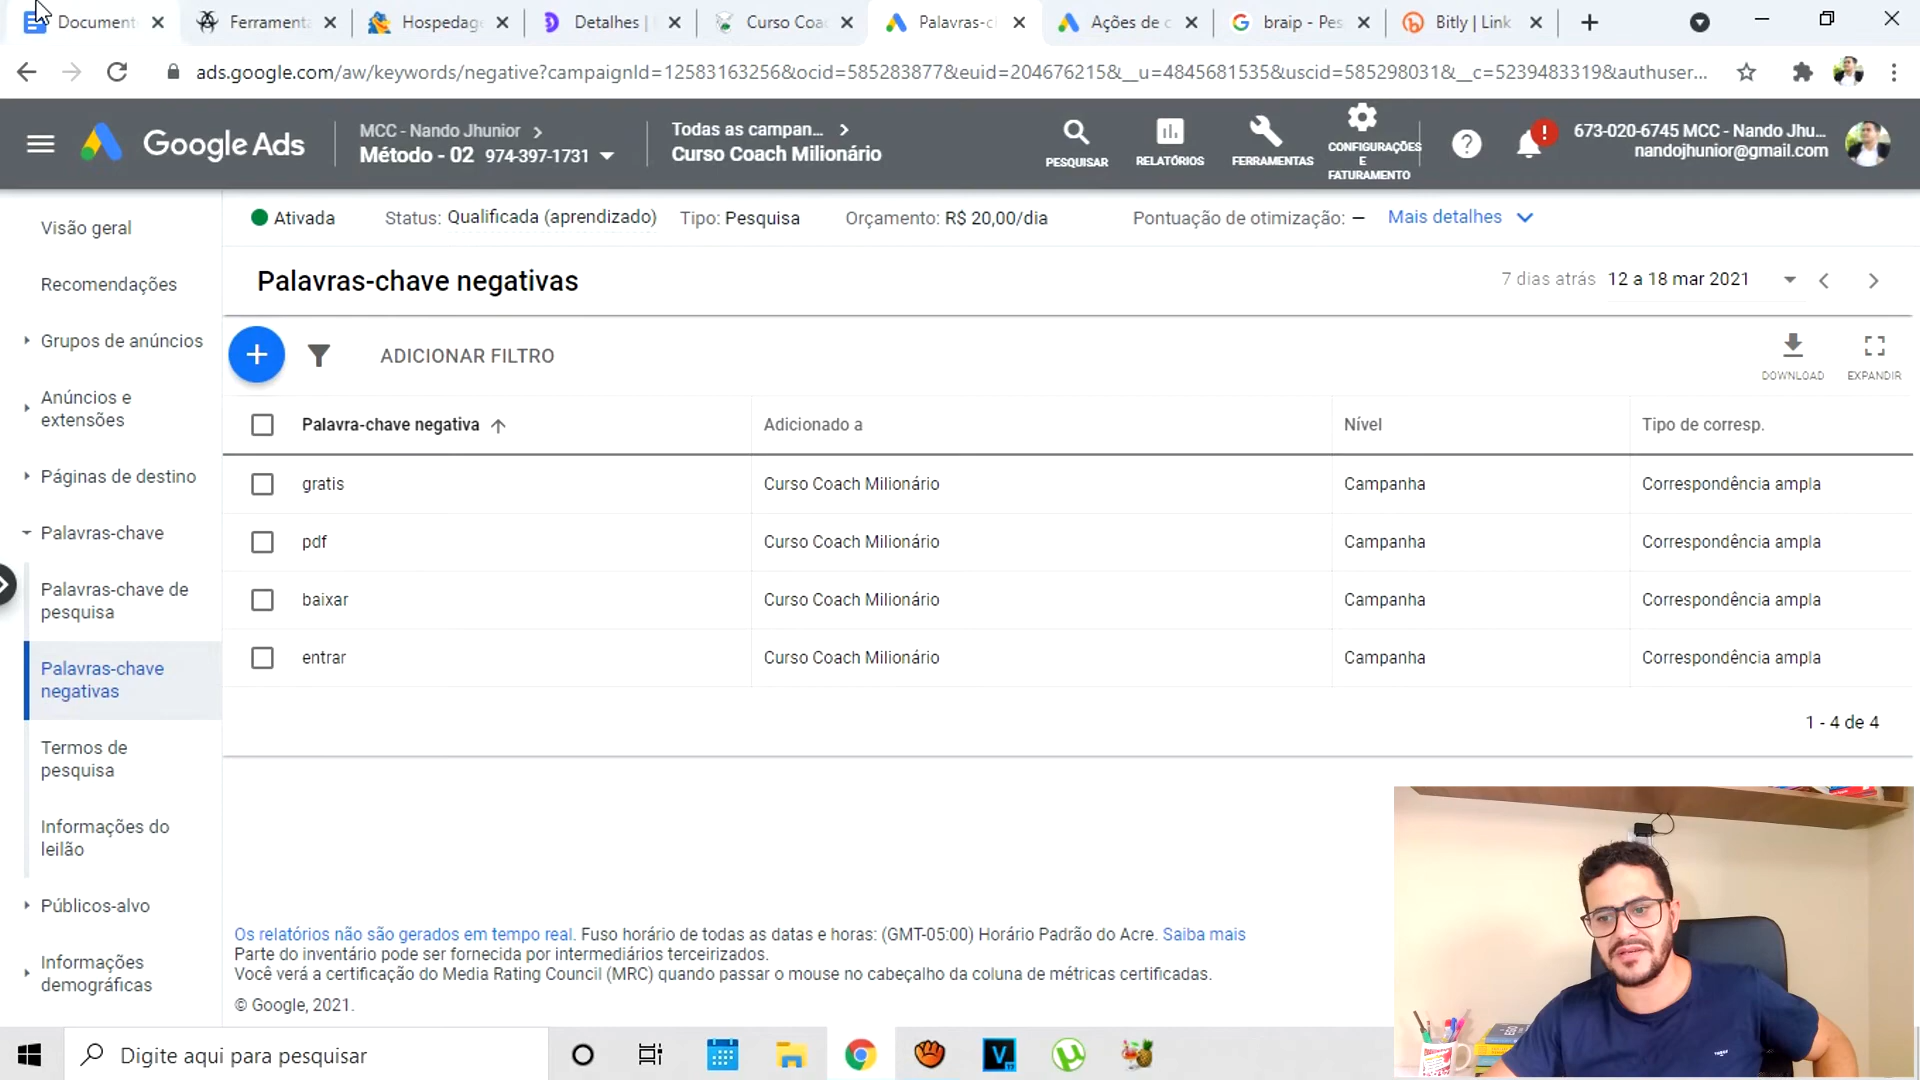 Document
Ferramenta
Hospedage
Detalhes |
Curso Coac
Palavras-c
Ações de c
braip - Pes
Bitly | Link
ads.google.com/aw/keywords/negative?campaignId=12583163256&ocid=585283877&euid=204676215&__u=4845681535&uscid=585298031&__c=5239483319&authuser...
Google Ads
MCC - Nando Jhunior
Método - 02 974-397-1731
Todas as campan...
Curso Coach Milionário
PESQUISAR
RELATÓRIOS
FERRAMENTAS
CONFIGURAÇÕES
E
FATURAMENTO
?
!
673-020-6745 MCC - Nando Jhu...
nandojhunior@gmail.com
Ativada
Status: Qualificada (aprendizado)
Tipo: Pesquisa
Orçamento: R$ 20,00/dia
Pontuação de otimização: –
Mais detalhes
Visão geral
Recomendações
Grupos de anúncios
Anúncios e
extensões
Páginas de destino
Palavras-chave
Palavras-chave de
pesquisa
Palavras-chave
negativas
Termos de
pesquisa
Informações do
leilão
Públicos-alvo
Informações
demográficas
Palavras-chave negativas
7 dias atrás 12 a 18 mar 2021
ADICIONAR FILTRO
DOWNLOAD
EXPANDIR
Palavra-chave negativa Adicionado a Nível Tipo de corresp.
gratis Curso Coach Milionário Campanha Correspondência ampla
pdf Curso Coach Milionário Campanha Correspondência ampla
baixar Curso Coach Milionário Campanha Correspondência ampla
entrar Curso Coach Milionário Campanha Correspondência ampla
1 - 4 de 4
Os relatórios não são gerados em tempo real. Fuso horário de todas as datas e horas: (GMT-05:00) Horário Padrão do Acre. Saiba mais
Parte do inventário pode ser fornecida por intermediários terceirizados.
Você verá a certificação do Media Rating Council (MRC) quando passar o mouse no cabeçalho da coluna de métricas certificadas.
© Google, 2021.
Digite aqui para pesquisar